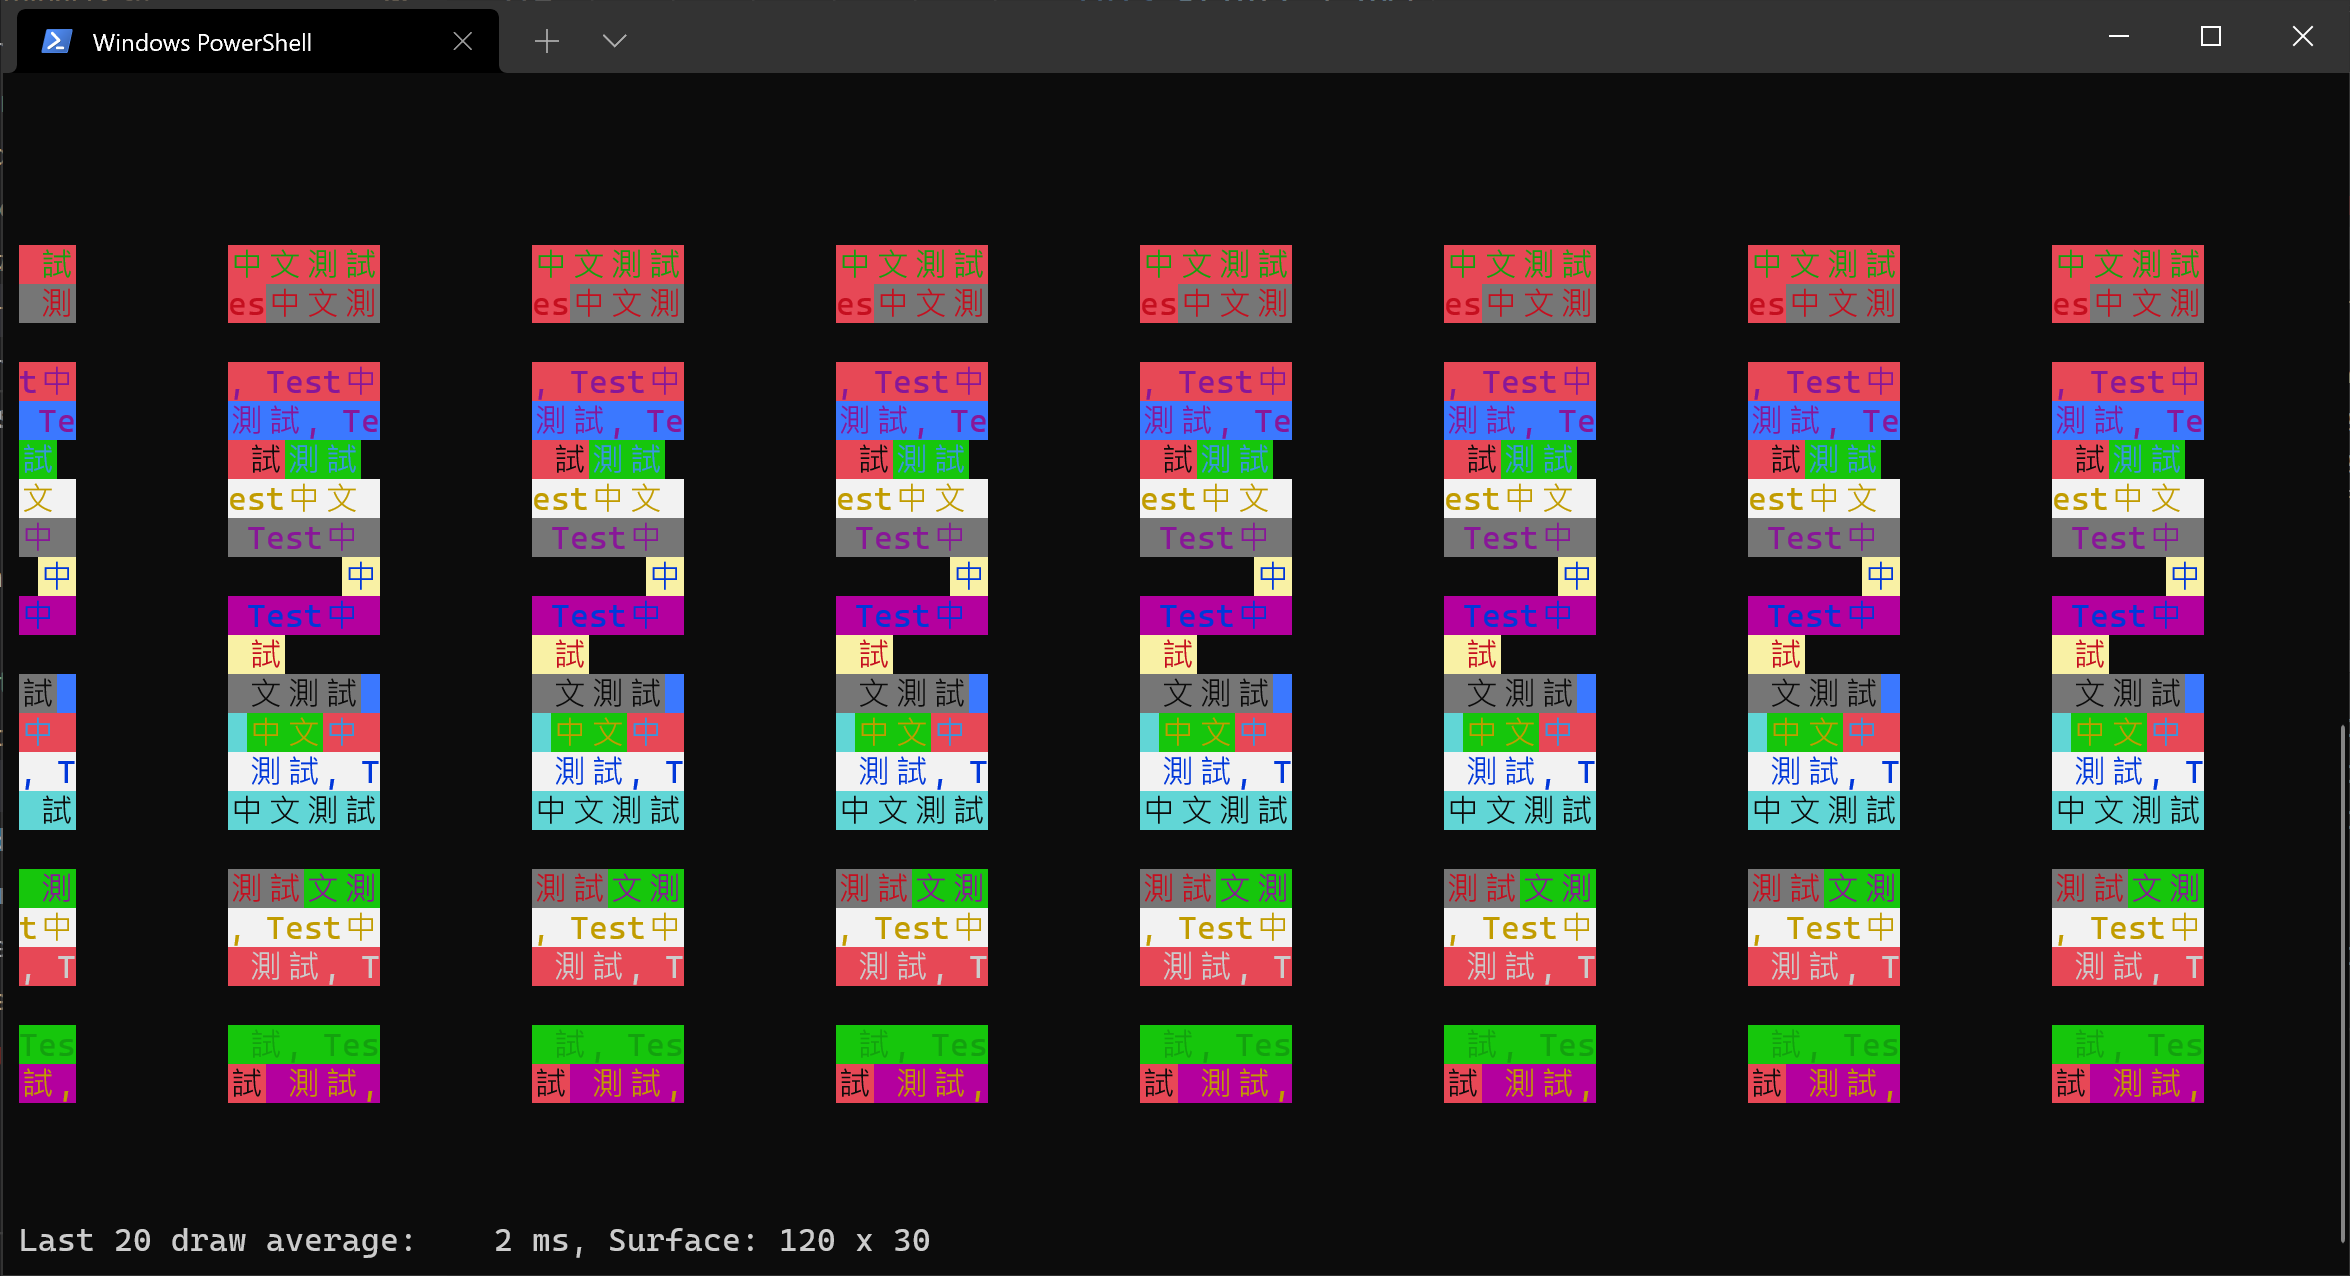 Windows PowerShell
試 中文測試 中文測試 中文測試 中文測試 中文測試 中文測試 中文測試
測 es中文測 es中文測 es中文測 es中文測 es中文測 es中文測 es中文測
t中 , Test中 , Test中 , Test中 , Test中 , Test中 , Test中 , Test中
Te 測試, Te 測試, Te 測試, Te 測試, Te 測試, Te 測試, Te 測試, Te
試 試測試 試測試 試測試 試測試 試測試 試測試 試測試
文 est中文 est中文 est中文 est中文 est中文 est中文 est中文
中 Test中 Test中 Test中 Test中 Test中 Test中 Test中
中 中 中 中 中 中 中 中
中 Test中 Test中 Test中 Test中 Test中 Test中 Test中
試 試 試 試 試 試 試
試 文測試 文測試 文測試 文測試 文測試 文測試 文測試
中 中文中 中文中 中文中 中文中 中文中 中文中 中文中
, T 測試, T 測試, T 測試, T 測試, T 測試, T 測試, T 測試, T
試 中文測試 中文測試 中文測試 中文測試 中文測試 中文測試 中文測試
測 測試文測 測試文測 測試文測 測試文測 測試文測 測試文測 測試文測
t中 , Test中 , Test中 , Test中 , Test中 , Test中 , Test中 , Test中
, T 測試, T 測試, T 測試, T 測試, T 測試, T 測試, T 測試, T
Tes 試, Tes 試, Tes 試, Tes 試, Tes 試, Tes 試, Tes 試, Tes
試, 試 測試, 試 測試, 試 測試, 試 測試, 試 測試, 試 測試, 試 測試,
Last 20 draw average: 2 ms, Surface: 120 x 30